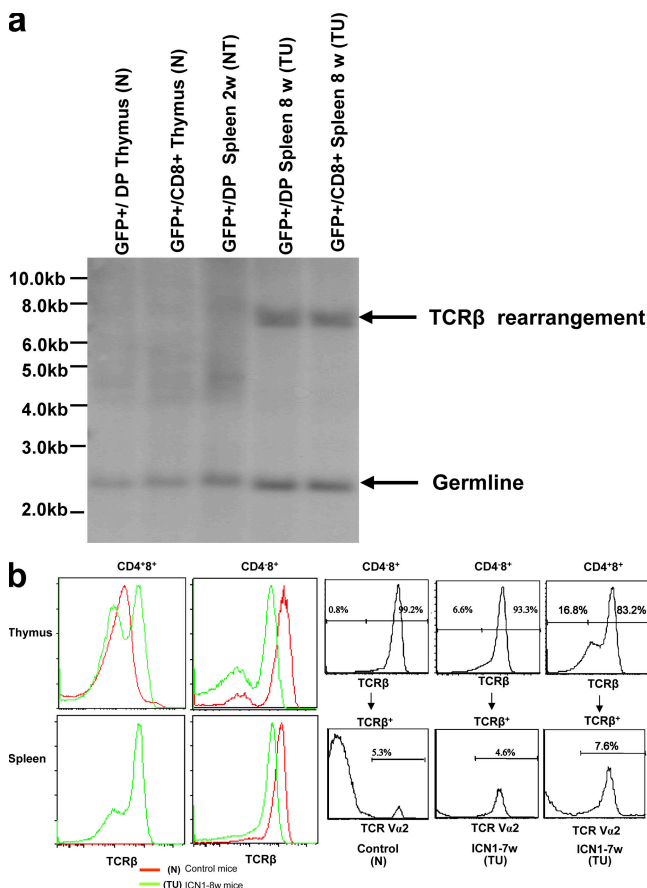 a
GFP+/ DP Thymus (N)
GFP+/CD8+ Thymus (N)
GFP+/DP Spleen 2w (NT)
GFP+/DP Spleen 8 w (TU)
GFP+/CD8+ Spleen 8 w (TU)
10.0kb
8.0kb
6.0kb
5.0kb
4.0kb
3.0kb
2.0kb
TCRβ rearrangement
Germline
b
CD4+8+
CD4-8+
CD4-8+
CD4-8+
CD4+8+
Thymus
0.8%
99.2%
6.6%
93.3%
16.8%
83.2%
TCRβ
TCRβ
TCRβ
TCRβ+
TCRβ+
TCRβ+
Spleen
5.3%
4.6%
7.6%
TCRβ
TCRβ
TCR Vα2
TCR Vα2
TCR Vα2
Control
(N)
ICN1-7w
(TU)
ICN1-7w
(TU)
(N) Control mice
(TU) ICN1-8w mice